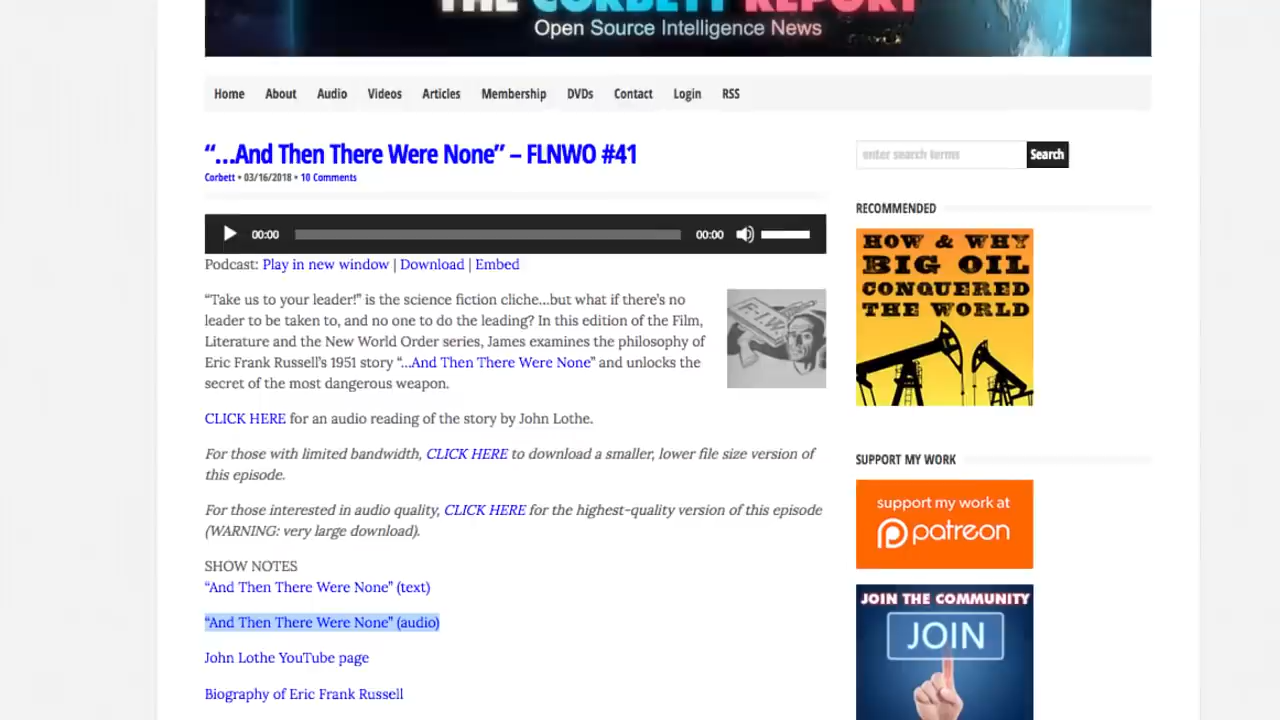 THE CORBETT REPORT
Open Source Intelligence News
Home About Audio Videos Articles Membership DVDs Contact Login RSS
“…And Then There Were None” – FLNWO #41
Corbett • 03/16/2018 • 10 Comments
00:00 00:00
Podcast: Play in new window | Download | Embed
“Take us to your leader!” is the science fiction cliche…but what if there’s no
leader to be taken to, and no one to do the leading? In this edition of the Film,
Literature and the New World Order series, James examines the philosophy of
Eric Frank Russell’s 1951 story “…And Then There Were None” and unlocks the
secret of the most dangerous weapon.
F-I.W.
CLICK HERE for an audio reading of the story by John Lothe.
For those with limited bandwidth, CLICK HERE to download a smaller, lower file size version of
this episode.
For those interested in audio quality, CLICK HERE for the highest-quality version of this episode
(WARNING: very large download).
SHOW NOTES
“And Then There Were None” (text)
“And Then There Were None” (audio)
John Lothe YouTube page
Biography of Eric Frank Russell
enter search terms Search
RECOMMENDED
HOW & WHY
BIG OIL
CONQUERED
THE WORLD
SUPPORT MY WORK
support my work at
patreon
JOIN THE COMMUNITY
JOIN